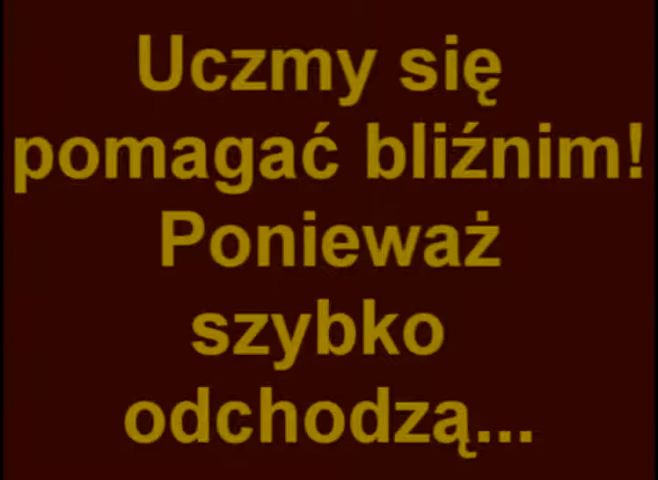 Uczmy się
pomagać bliźnim!
Ponieważ
szybko
odchodzą...